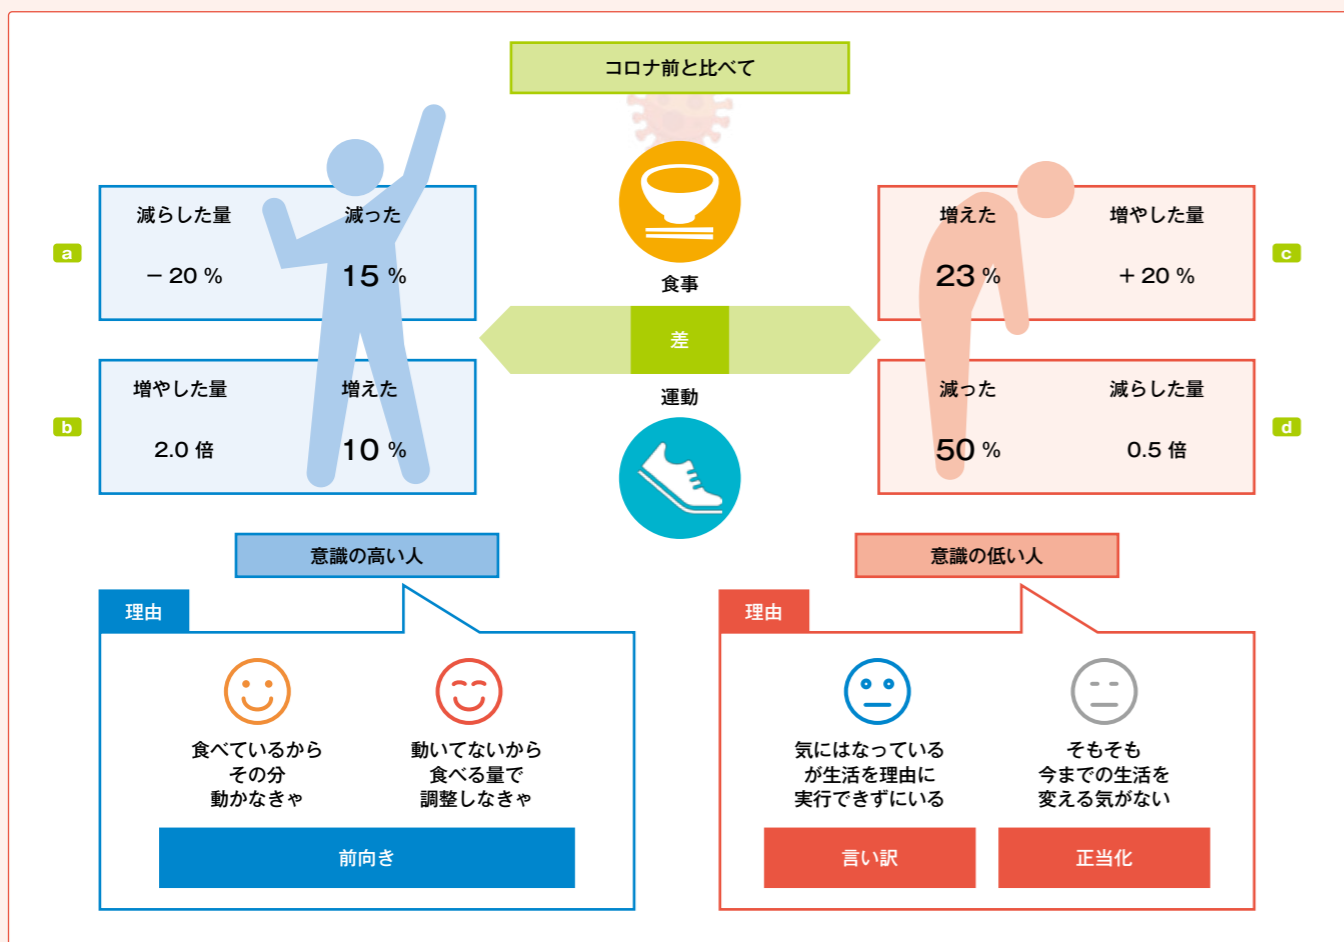 コロナ前と比べて
a
減らした量 減った
− 20 % 15 %
b
増やした量 増えた
2.0 倍 10 %
食事
差
運動
増えた 増やした量
23 % + 20 %
c
減った 減らした量
50 % 0.5 倍
d
意識の高い人
理由
食べているから
その分
動かなきゃ
動いてないから
食べる量で
調整しなきゃ
前向き
意識の低い人
理由
気にはなっている
が生活を理由に
実行できずにいる
言い訳
そもそも
今までの生活を
変える気がない
正当化